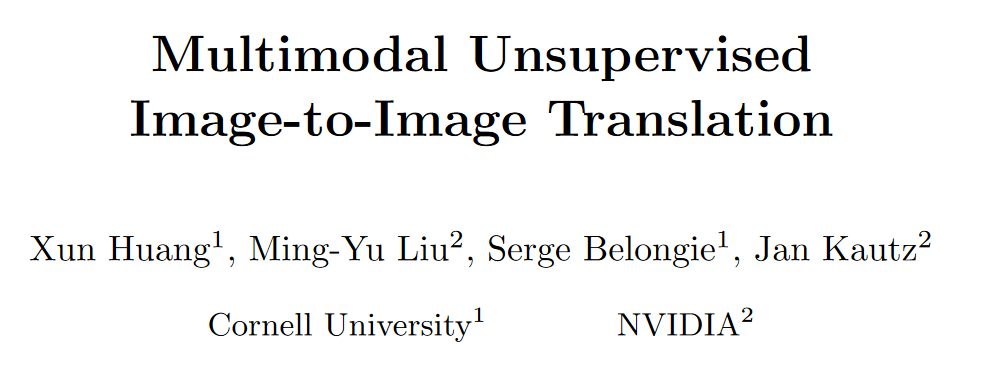 Multimodal Unsupervised
Image-to-Image Translation
Xun Huang¹, Ming-Yu Liu², Serge Belongie¹, Jan Kautz²
Cornell University¹ NVIDIA²